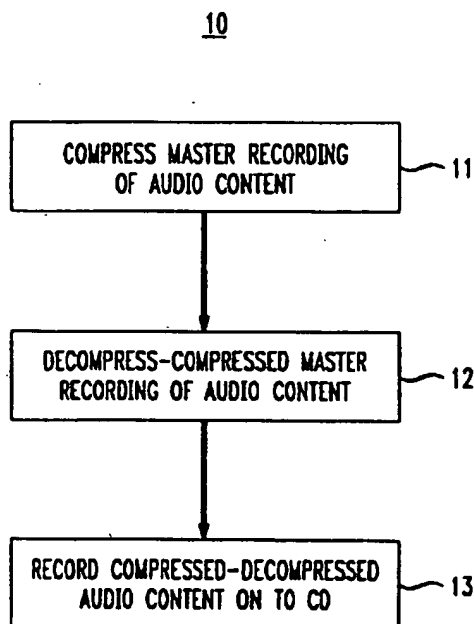 10
COMPRESS MASTER RECORDING
OF AUDIO CONTENT
11
DECOMPRESS-COMPRESSED MASTER
RECORDING OF AUDIO CONTENT
12
RECORD COMPRESSED-DECOMPRESSED
AUDIO CONTENT ON TO CD
13